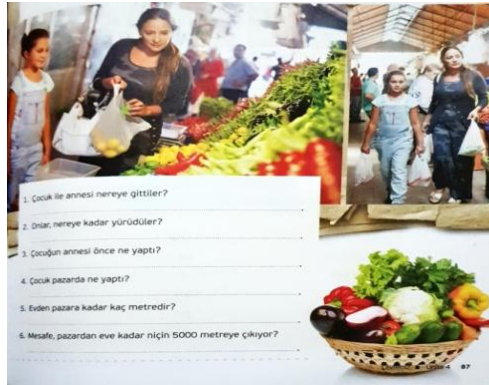 1. Çocuk ile annesi nereye gittiler?
2. Onlar, nereye kadar yürüdüler?
3. Çocuğun annesi önce ne yaptı?
4. Çocuk pazarda ne yaptı?
5. Evden pazara kadar kaç metredir?
6. Mesafe, pazardan eve kadar niçin 5000 metreye çıkıyor?
87